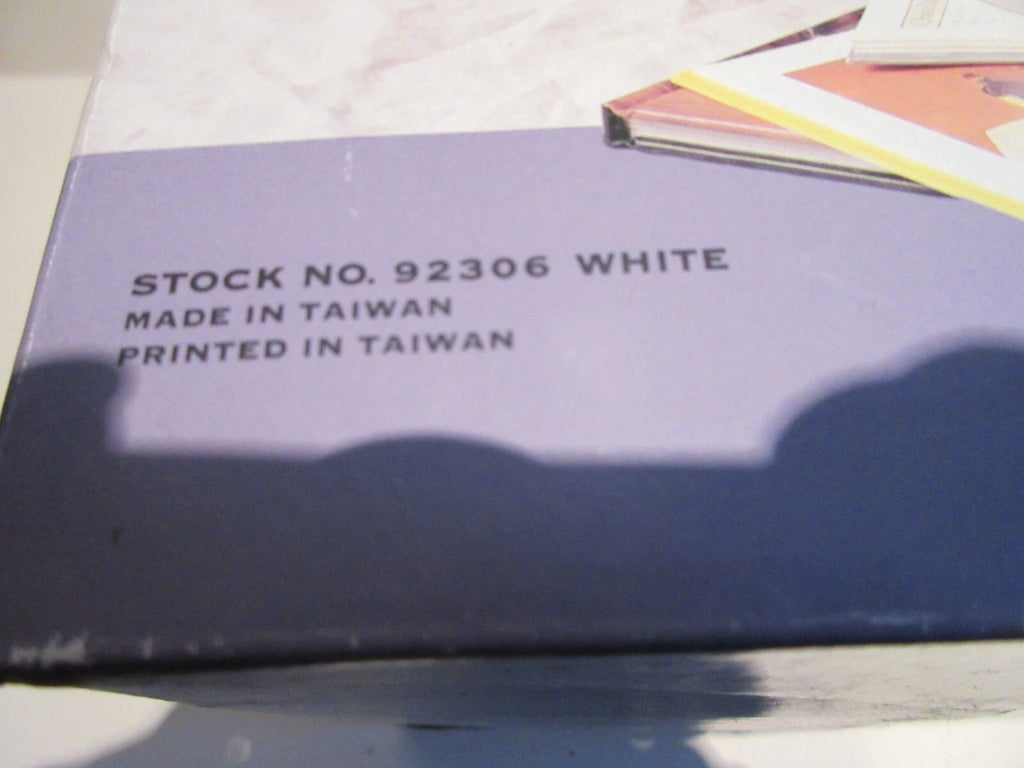 STOCK NO. 92306 WHITE
MADE IN TAIWAN
PRINTED IN TAIWAN